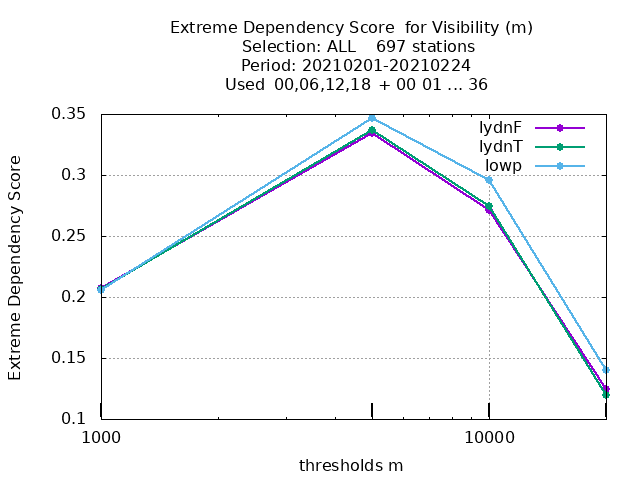 Extreme Dependency Score  for Visibility (m)
Selection: ALL    697 stations
Period: 20210201-20210224
Used  00,06,12,18  + 00 01 ... 36
Extreme Dependency Score
0.35
0.3
0.25
0.2
0.15
0.1
lydnF
lydnT
lowp
1000
10000
thresholds m